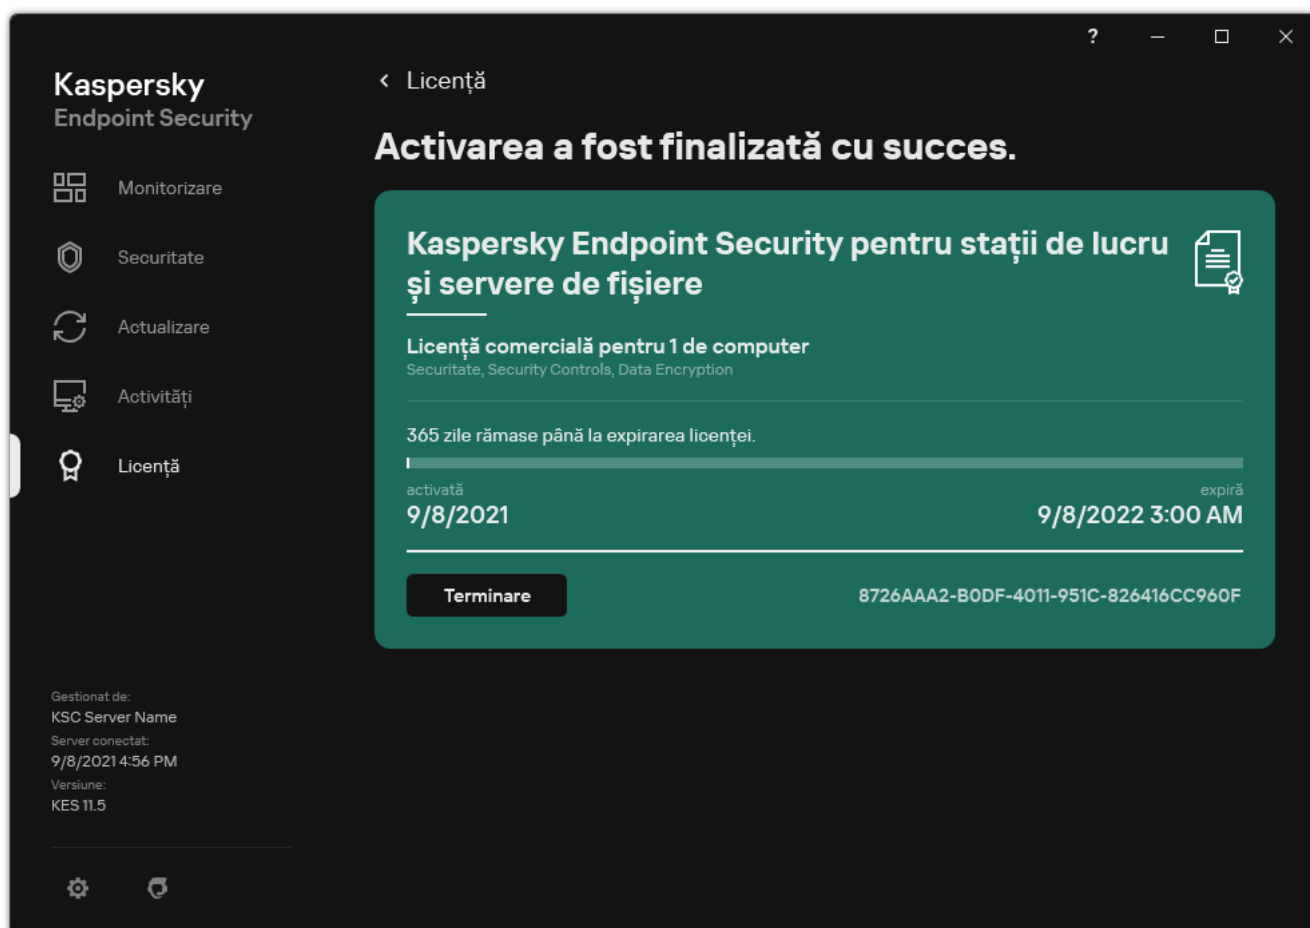 ?
Kaspersky
Endpoint Security
Monitorizare
Securitate
Actualizare
Activități
Licență
Gestionat de:
KSC Server Name
Server conectat:
9/8/2021 4:56 PM
Versiune:
KES 11.5
Licență
Activarea a fost finalizată cu succes.
Kaspersky Endpoint Security pentru stații de lucru
și servere de fișiere
Licență comercială pentru 1 de computer
Securitate, Security Controls, Data Encryption
365 zile rămase până la expirarea licenței.
activată expiră
9/8/2021 9/8/2022 3:00 AM
Terminare 8726AAA2-B0DF-4011-951C-826416CC960F